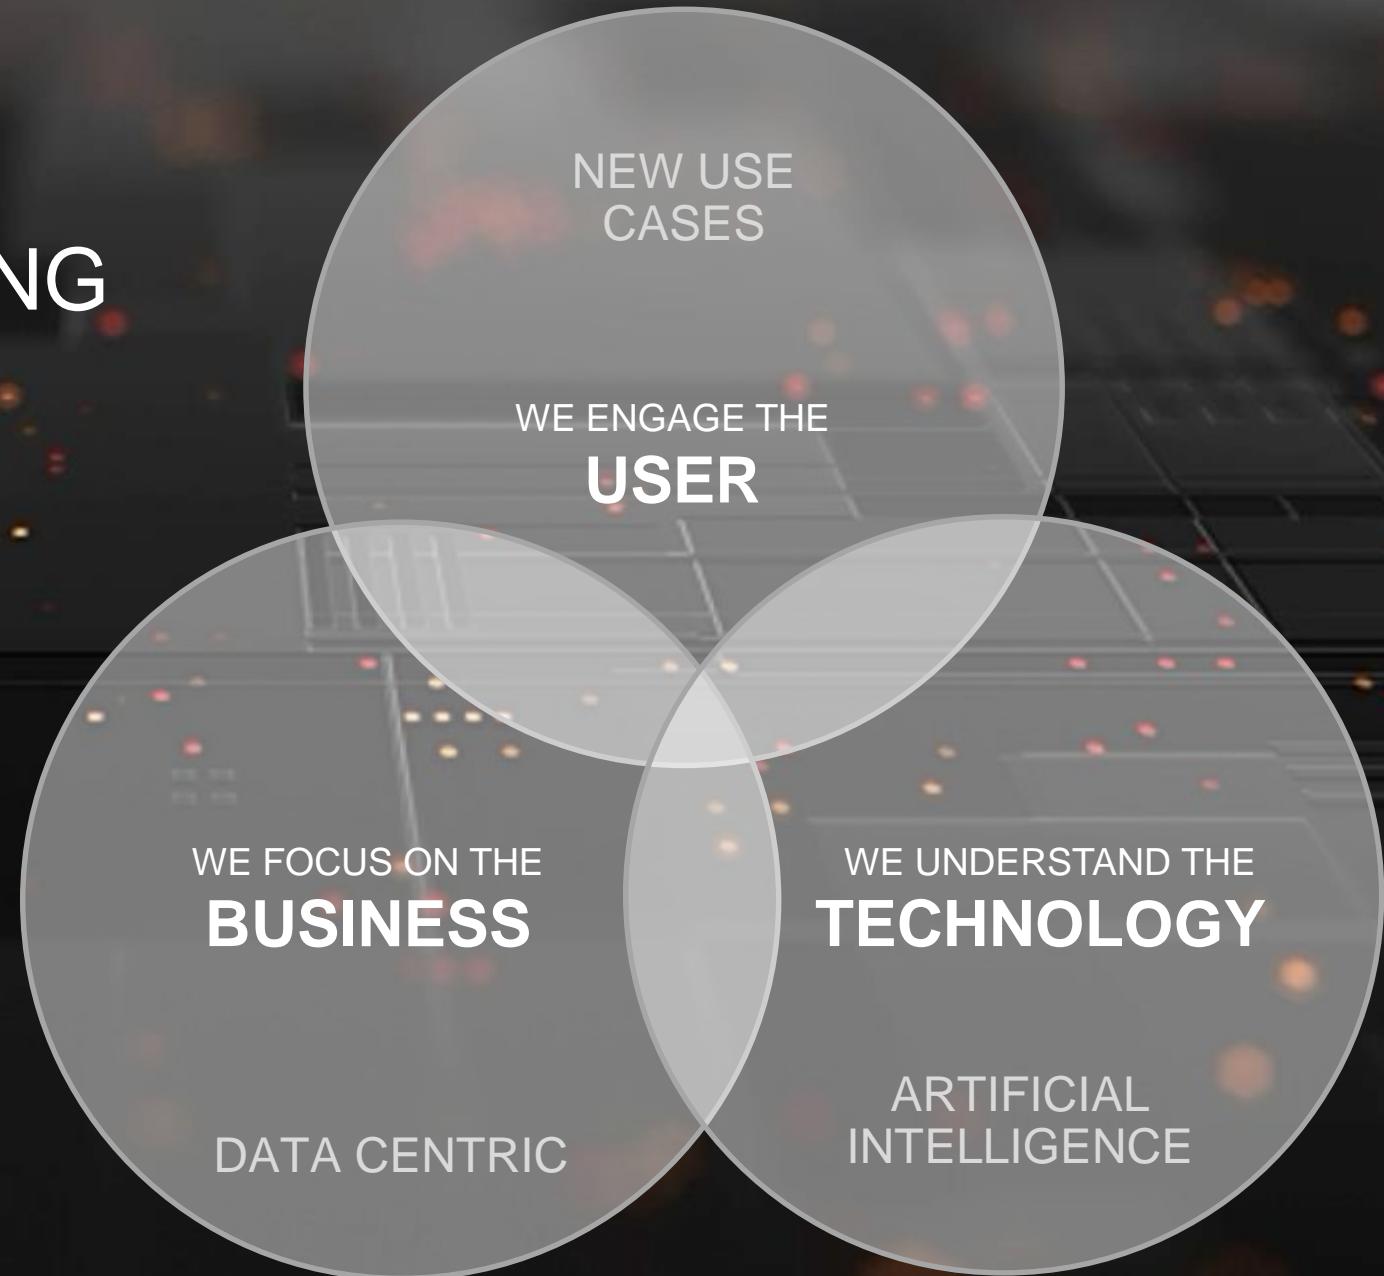 NEW USE
CASES
NG
WE ENGAGE THE
USER
WE FOCUS ON THE
BUSINESS
WE UNDERSTAND THE
TECHNOLOGY
DATA CENTRIC
ARTIFICIAL
INTELLIGENCE